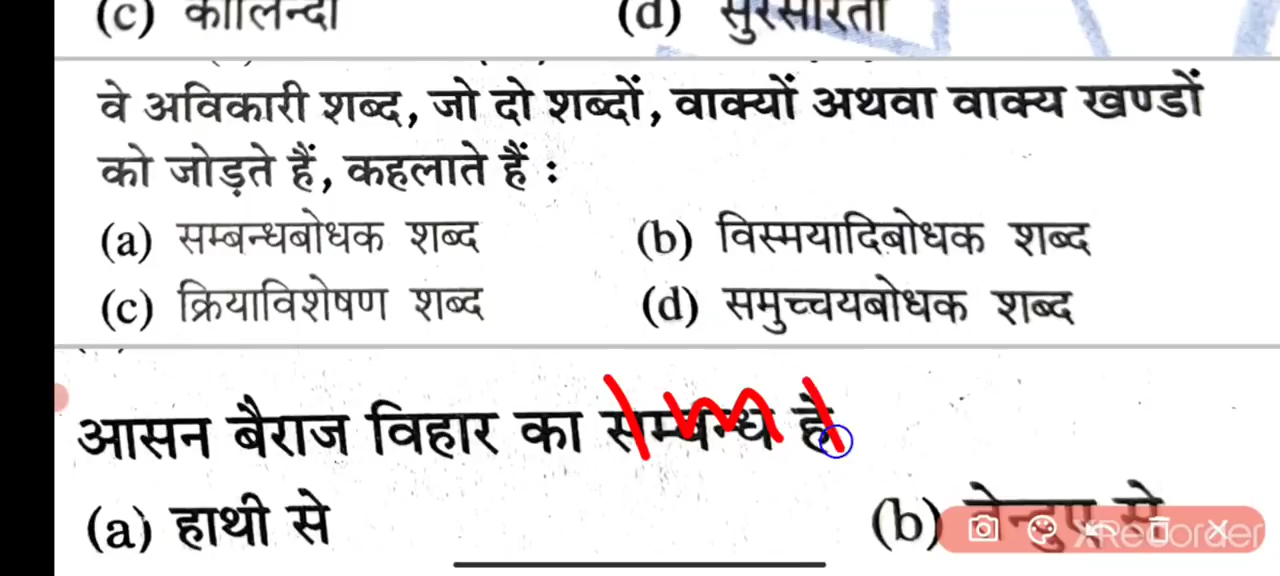 (c) कालिन्दी (d) सुरसरिता
वे अविकारी शब्द, जो दो शब्दों, वाक्यों अथवा वाक्य खण्डों
को जोड़ते हैं, कहलाते हैं :
(a) सम्बन्धबोधक शब्द (b) विस्मयादिबोधक शब्द
(c) क्रियाविशेषण शब्द (d) समुच्चयबोधक शब्द
आसन बैराज विहार का सम्बन्ध है
(a) हाथी से (b) तेन्दुए से
XRecorder